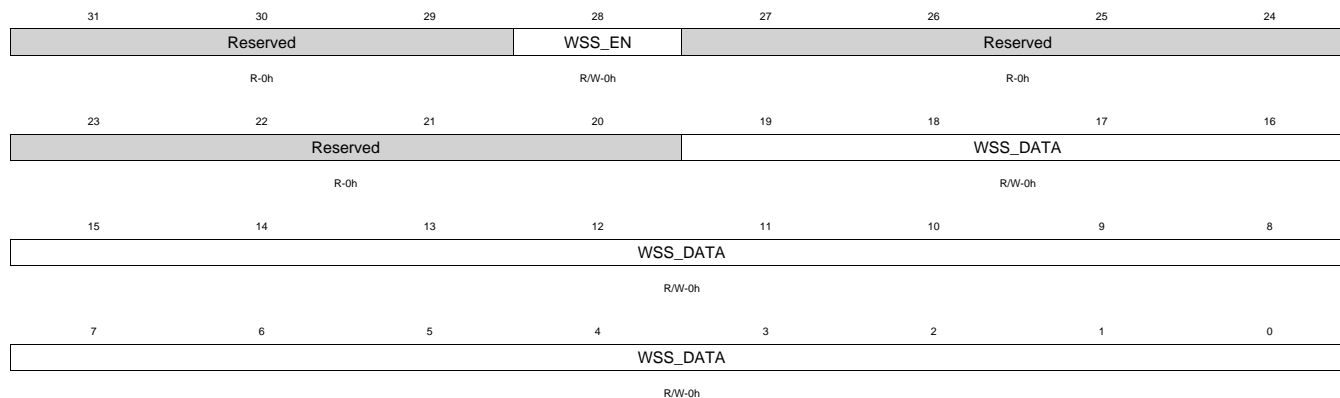 31 30 29 28 27 26 25 24
Reserved WSS_EN Reserved
R-0h R/W-0h R-0h
23 22 21 20 19 18 17 16
Reserved WSS_DATA
R-0h R/W-0h
15 14 13 12 11 10 9 8
WSS_DATA
R/W-0h
7 6 5 4 3 2 1 0
WSS_DATA
R/W-0h